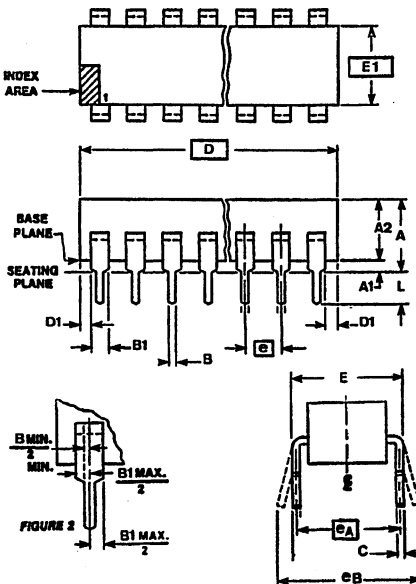 INDEX
AREA
1
E1
D
BASE
PLANE
SEATING
PLANE
A2
A
A1
L
D1
B1
B
e
D1
B MIN.
2
MIN.
B1 MAX.
2
B1 MAX.
2
FIGURE 2
E
eA
C
eB